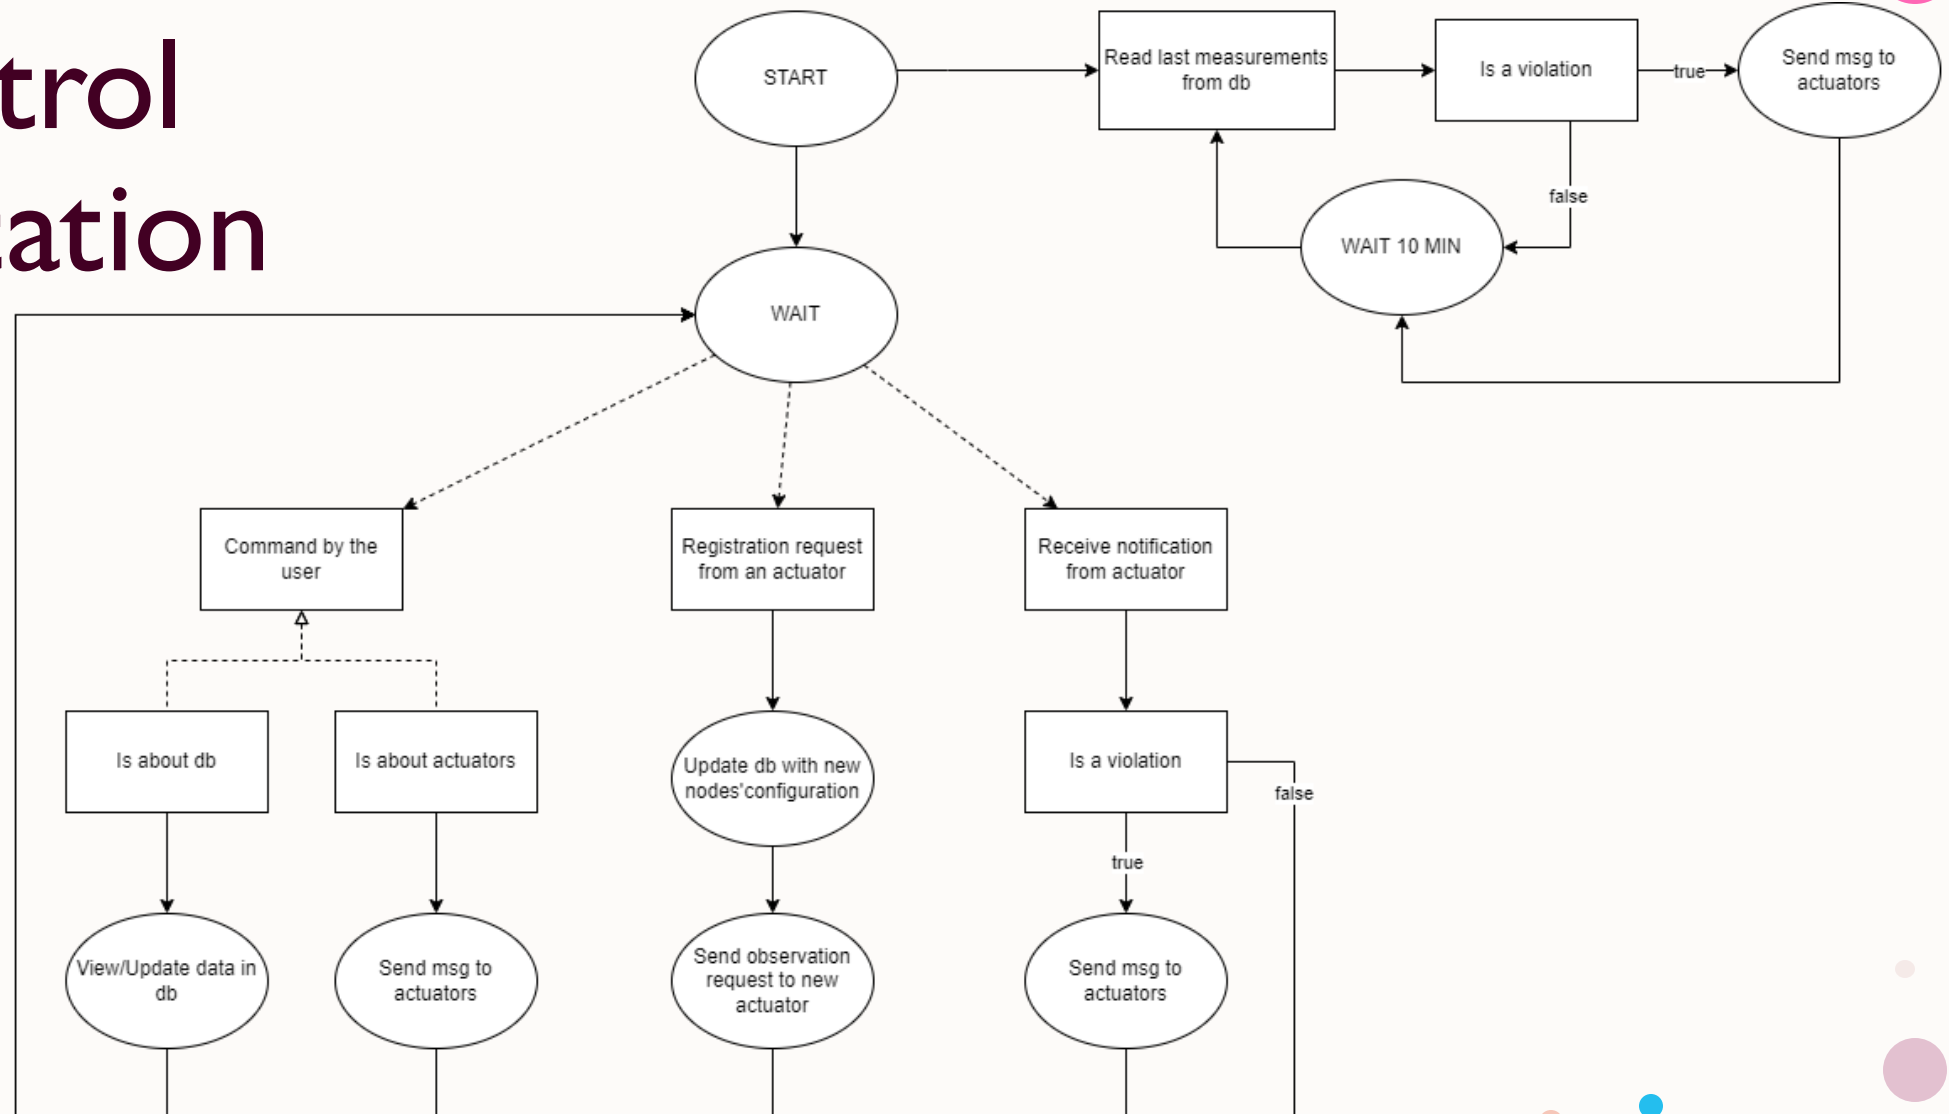 trol
cation
START
Read last measurements
from db
Is a violation
true
Send msg to
actuators
false
WAIT 10 MIN
WAIT
Command by the
user
Registration request
from an actuator
Receive notification
from actuator
Is about db
Is about actuators
Update db with new
nodes'configuration
Is a violation
false
true
View/Update data in
db
Send msg to
actuators
Send observation
request to new
actuator
Send msg to
actuators